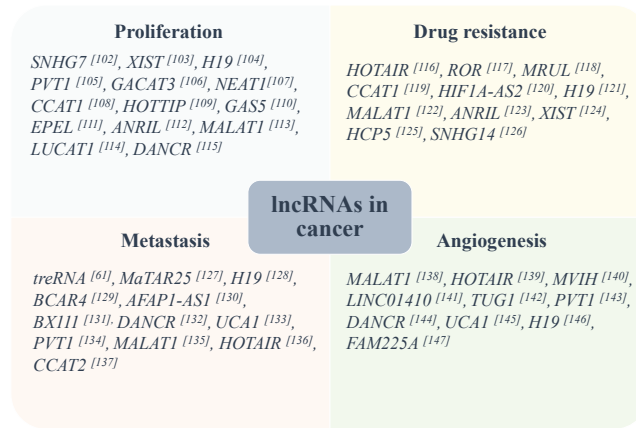 Proliferation
SNHG7 [102], XIST [103], H19 [104],
PVT1 [105], GACAT3 [106], NEAT1[107],
CCAT1 [108], HOTTIP [109], GAS5 [110],
EPEL [111], ANRIL [112], MALAT1 [113],
LUCAT1 [114], DANCR [115]
Drug resistance
HOTAIR [116], ROR [117], MRUL [118],
CCAT1 [119], HIF1A-AS2 [120], H19 [121],
MALAT1 [122], ANRIL [123], XIST [124],
HCP5 [125], SNHG14 [126]
lncRNAs in
cancer
Metastasis
treRNA [61], MaTAR25 [127], H19 [128],
BCAR4 [129], AFAP1-AS1 [130],
BX111 [131], DANCR [132], UCA1 [133],
PVT1 [134], MALAT1 [135], HOTAIR [136],
CCAT2 [137]
Angiogenesis
MALAT1 [138], HOTAIR [139], MVIH [140],
LINC01410 [141], TUG1 [142], PVT1 [143],
DANCR [144], UCA1 [145], H19 [146],
FAM225A [147]